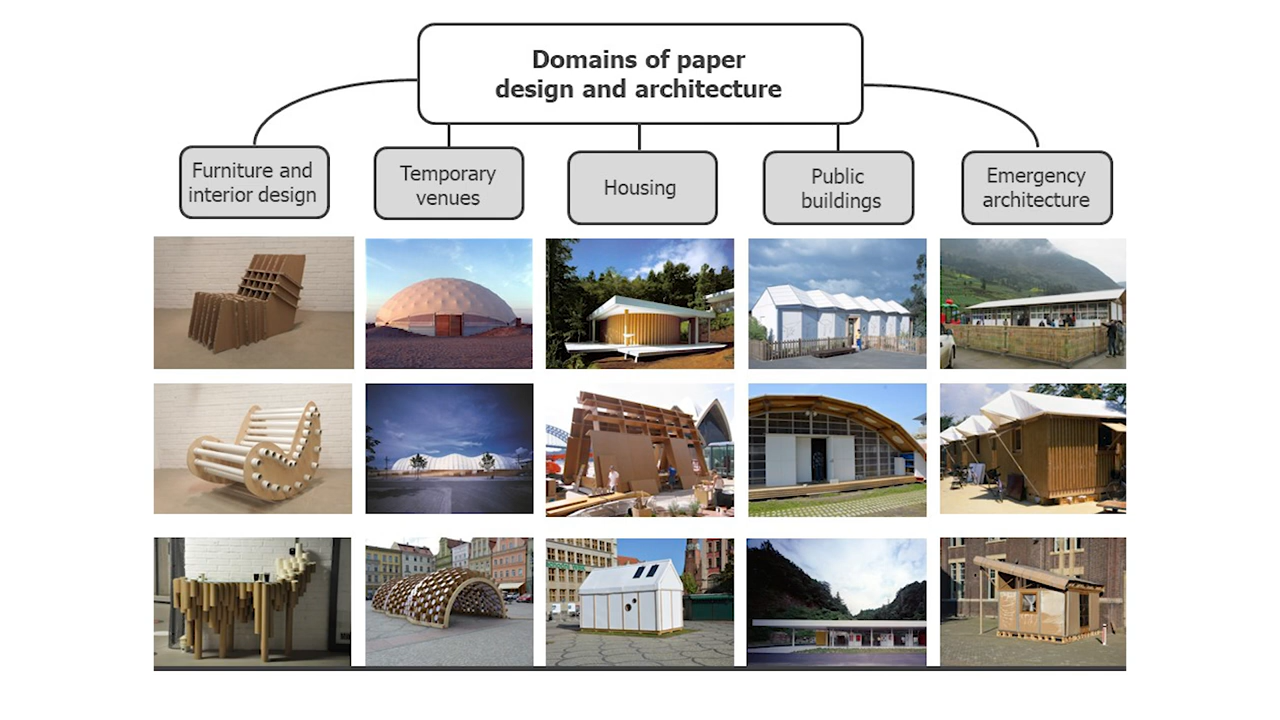 Domains of paper
design and architecture
Furniture and
interior design
Temporary
venues
Housing
Public
buildings
Emergency
architecture